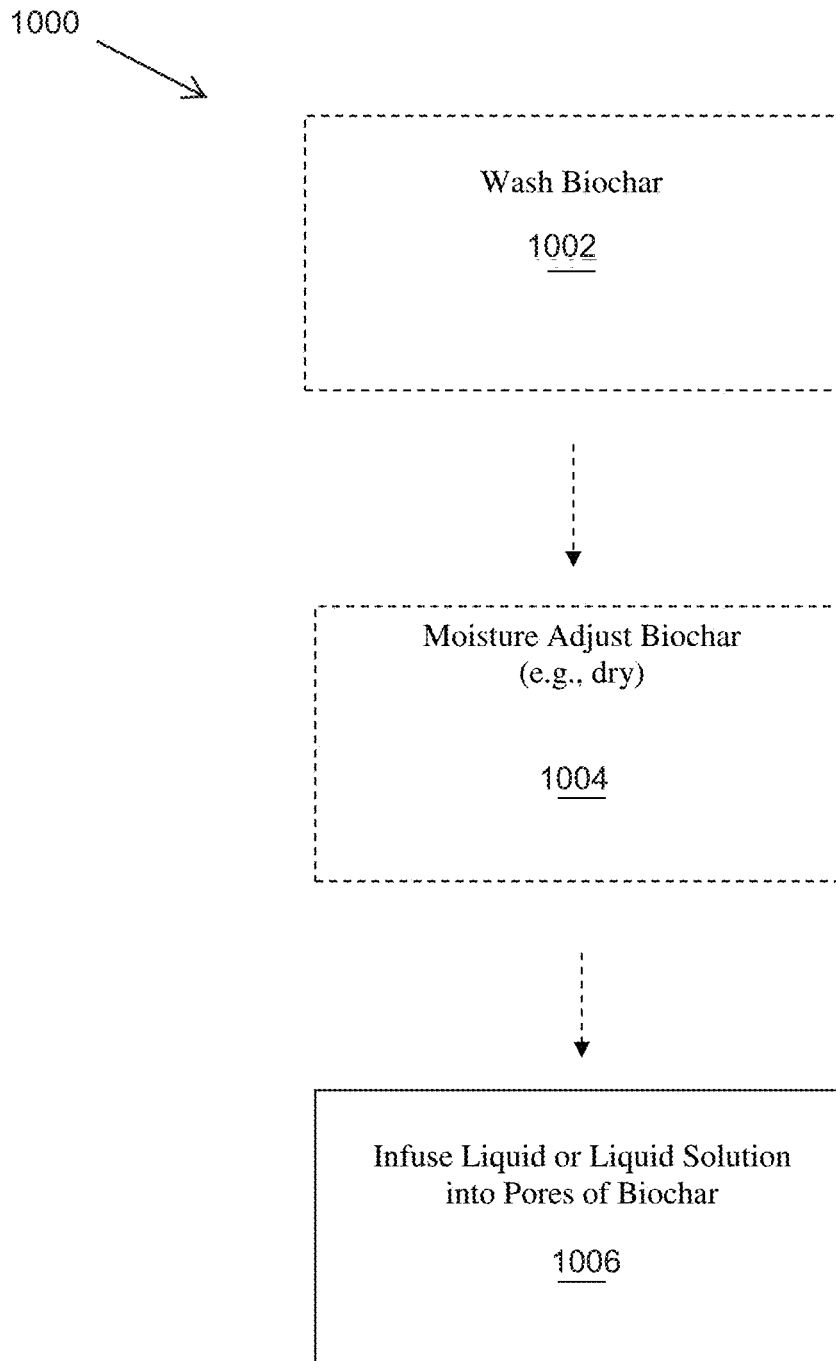 1000
Wash Biochar
1002
Moisture Adjust Biochar
(e.g., dry)
1004
Infuse Liquid or Liquid Solution
into Pores of Biochar
1006